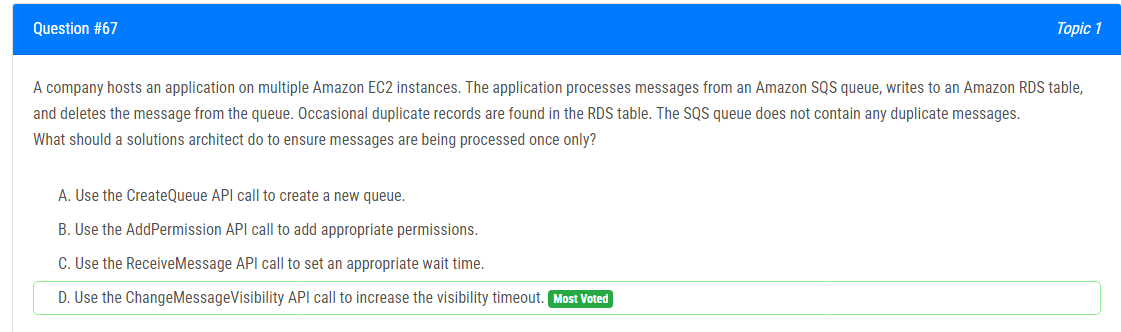 Question #67
Topic 1
A company hosts an application on multiple Amazon EC2 instances. The application processes messages from an Amazon SQS queue, writes to an Amazon RDS table,
and deletes the message from the queue. Occasional duplicate records are found in the RDS table. The SQS queue does not contain any duplicate messages.
What should a solutions architect do to ensure messages are being processed once only?
A. Use the CreateQueue API call to create a new queue.
B. Use the AddPermission API call to add appropriate permissions.
C. Use the ReceiveMessage API call to set an appropriate wait time.
D. Use the ChangeMessageVisibility API call to increase the visibility timeout. Most Voted